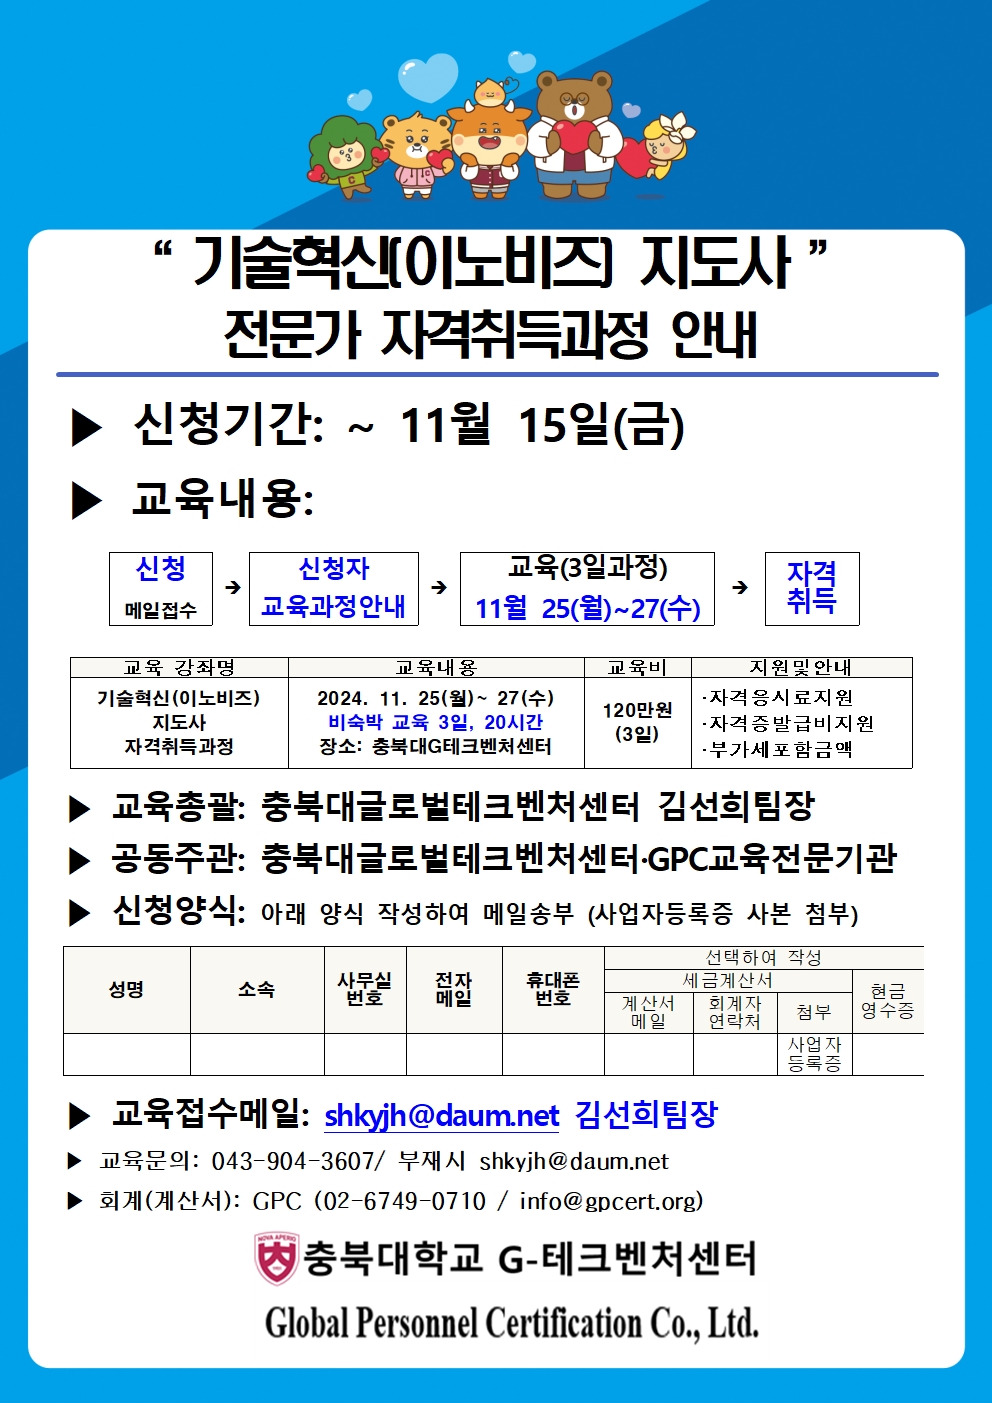 “ 기술혁신(이노비즈) 지도사 ”
전문가 자격취득과정 안내
▶ 신청기간: ~ 11월 15일(금)
▶ 교육내용:
신청
메일접수
➔
신청자
교육과정안내
➔
교육(3일과정)
11월 25(월)~27(수)
➔
자격
취득
교육 강좌명 교육내용 교육비 지원및안내
기술혁신(이노비즈)
지도사
자격취득과정
2024. 11. 25(월)~ 27(수)
비숙박 교육 3일, 20시간
장소: 충북대G테크벤처센터
120만원
(3일)
·자격응시료지원
·자격증발급비지원
·부가세포함금액
▶ 교육총괄: 충북대글로벌테크벤처센터 김선희팀장
▶ 공동주관: 충북대글로벌테크벤처센터·GPC교육전문기관
▶ 신청양식: 아래 양식 작성하여 메일송부 (사업자등록증 사본 첨부)
성명
소속
사무실
번호
전자
메일
휴대폰
번호
선택하여 작성
세금계산서
계산서
메일
회계자
연락처
첨부
현금
영수증
사업자
등록증
▶ 교육접수메일: shkyjh@daum.net 김선희팀장
▶ 교육문의: 043-904-3607/ 부재시 shkyjh@daum.net
▶ 회계(계산서): GPC (02-6749-0710 / info@gpcert.org)
NOVA APERIO
충북대학교 G-테크벤처센터
Global Personnel Certification Co., Ltd.